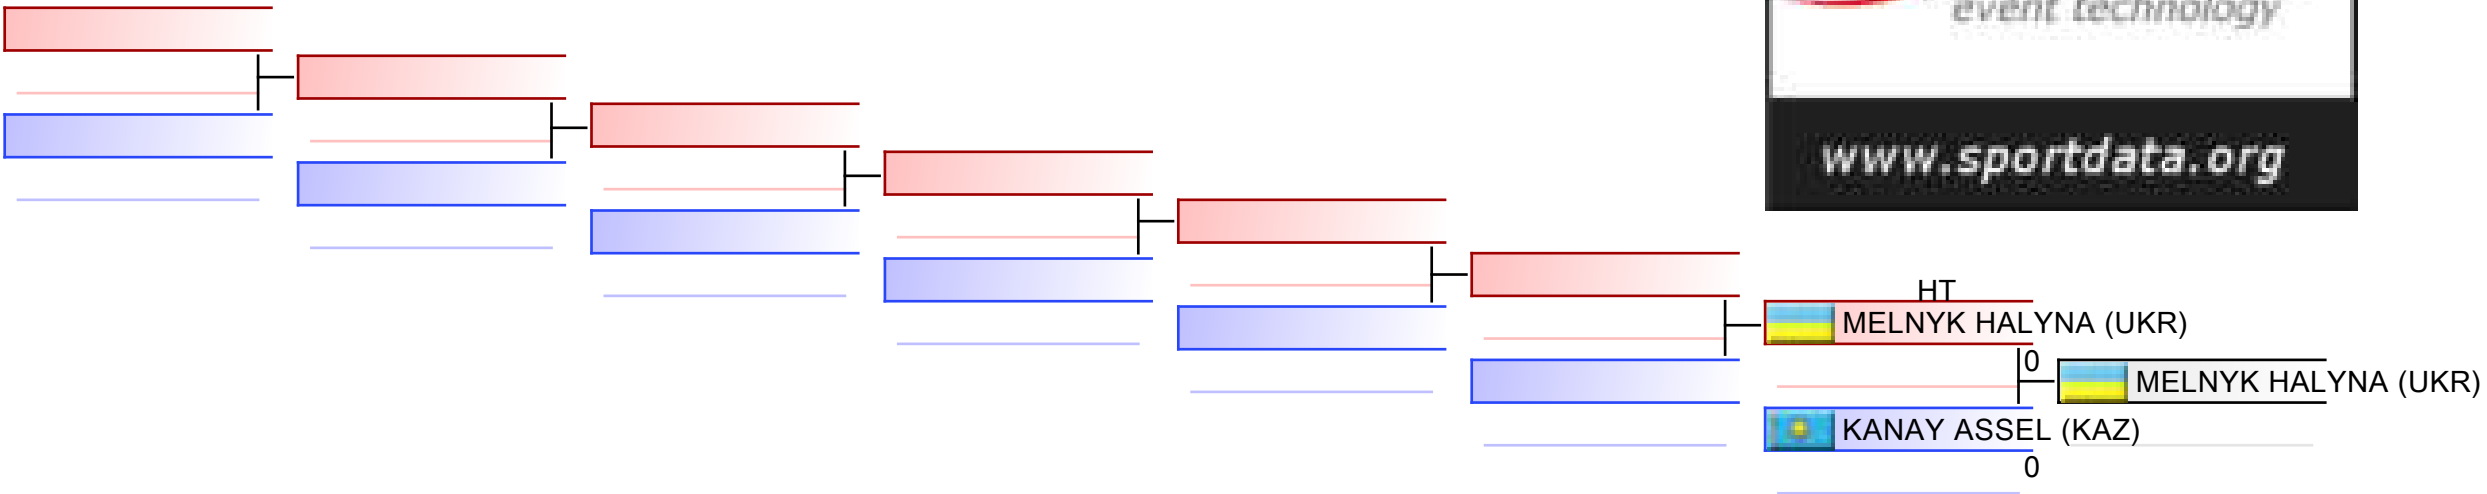 event technology
www.sportdata.org
HT
MELNYK HALYNA (UKR)
0
MELNYK HALYNA (UKR)
KANAY ASSEL (KAZ)
0